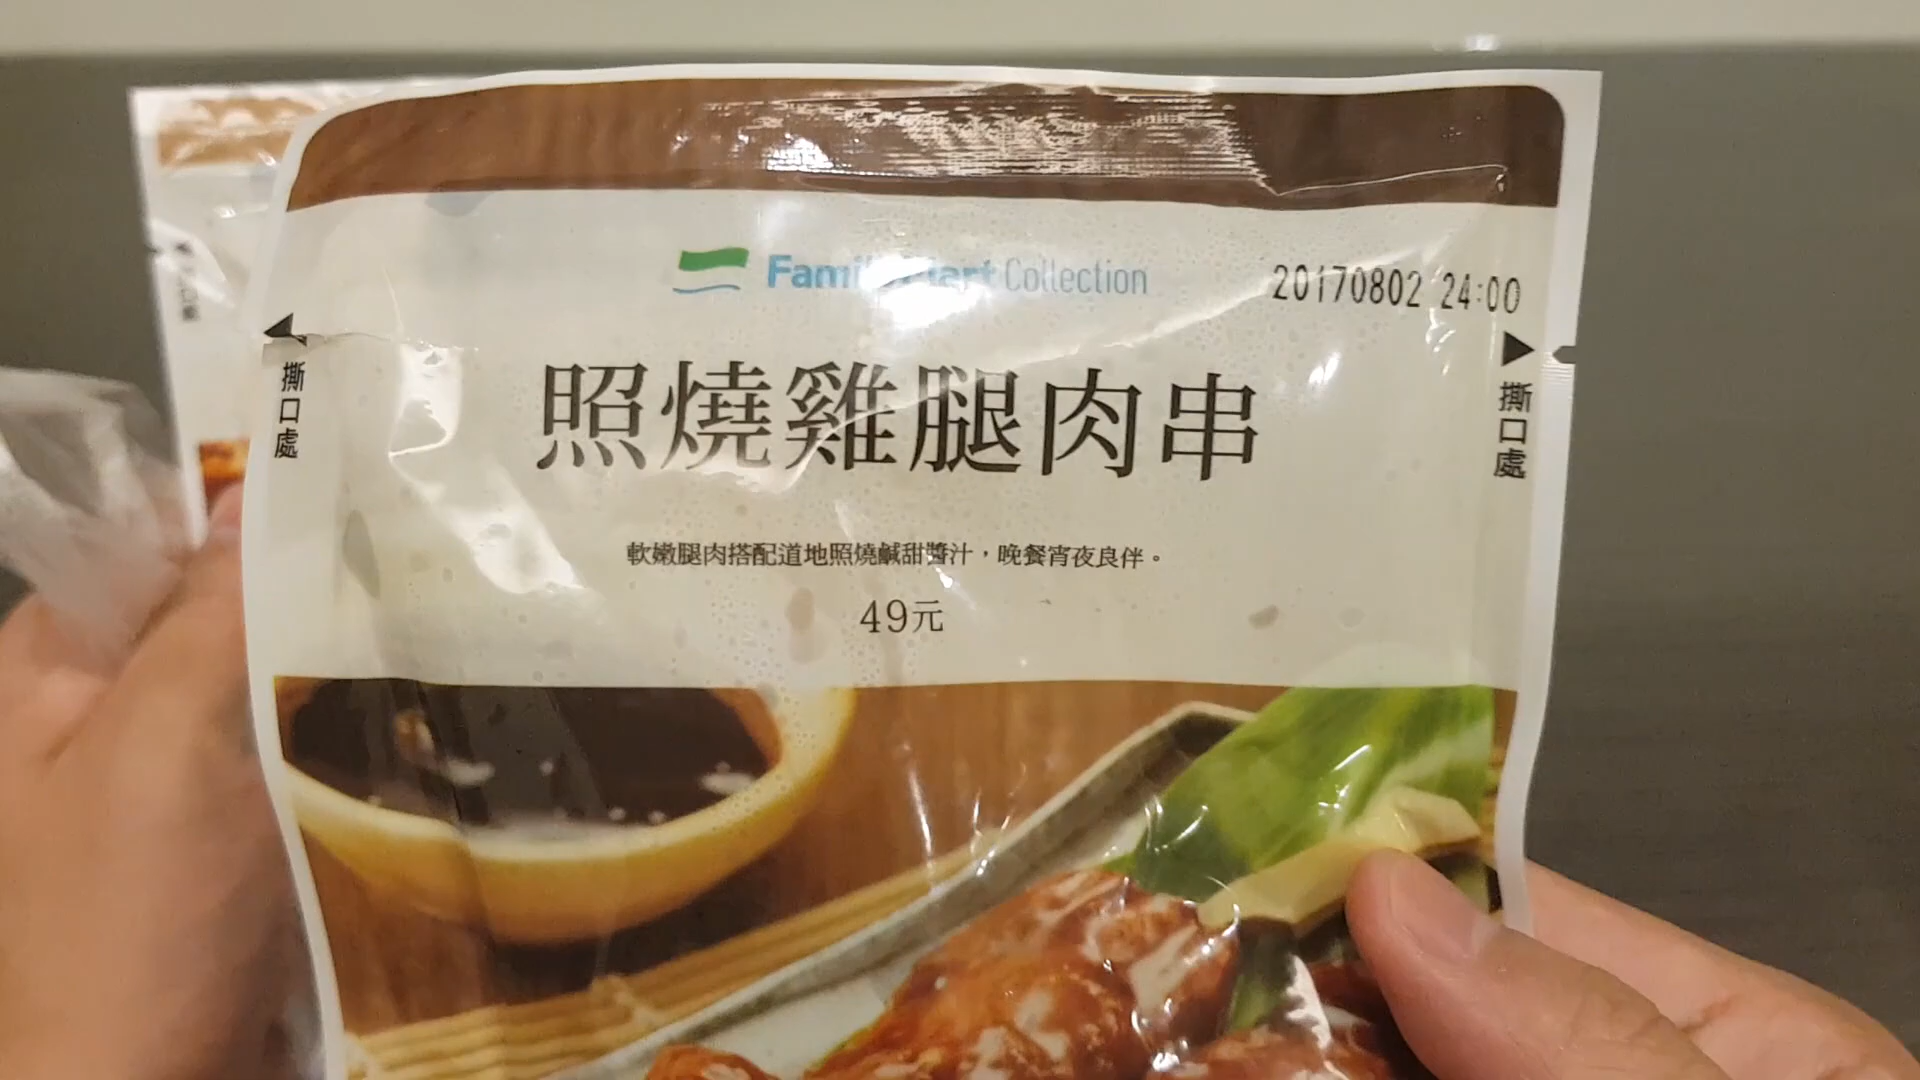 FamilyMart Collection
20170802 24:00
撕口處
撕口處
照燒雞腿肉串
軟嫩腿肉搭配道地照燒鹹甜醬汁，晚餐宵夜良伴。
49元